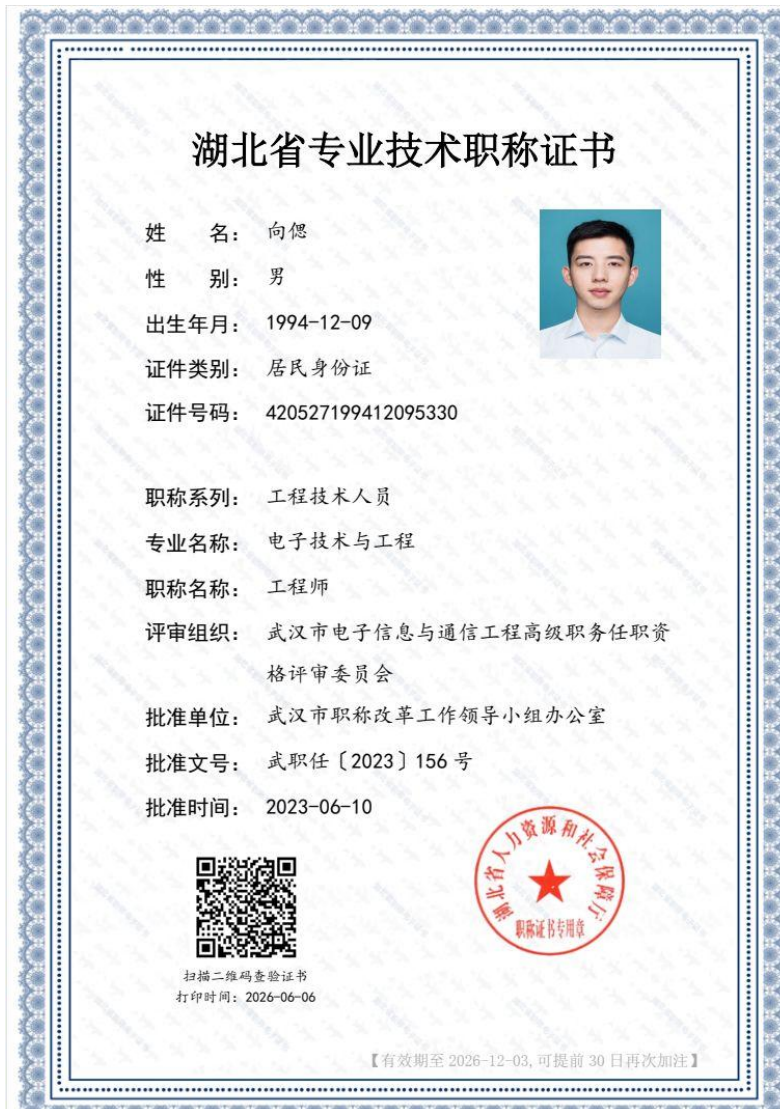 湖北省专业技术职称证书
姓 名： 向偲
性 别： 男
出生年月： 1994-12-09
证件类别： 居民身份证
证件号码： 420527199412095330
职称系列： 工程技术人员
专业名称： 电子技术与工程
职称名称： 工程师
评审组织： 武汉市电子信息与通信工程高级职务任职资
格评审委员会
批准单位： 武汉市职称改革工作领导小组办公室
批准文号： 武职任〔2023〕156 号
批准时间： 2023-06-10
湖北省人力资源和社会保障厅
职称证书专用章
扫描二维码查验证书
打印时间：2026-06-06
【有效期至 2026-12-03,可提前 30 日再次加注】